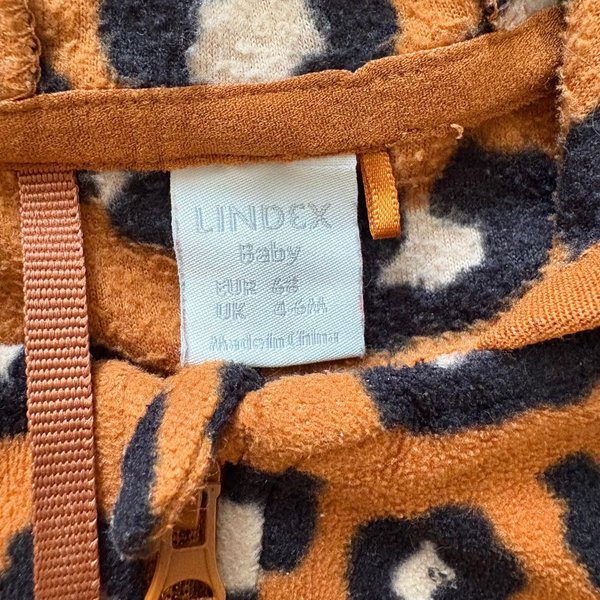 LINDEX
Baby
EUR 68
UK 4-6M
Made in China